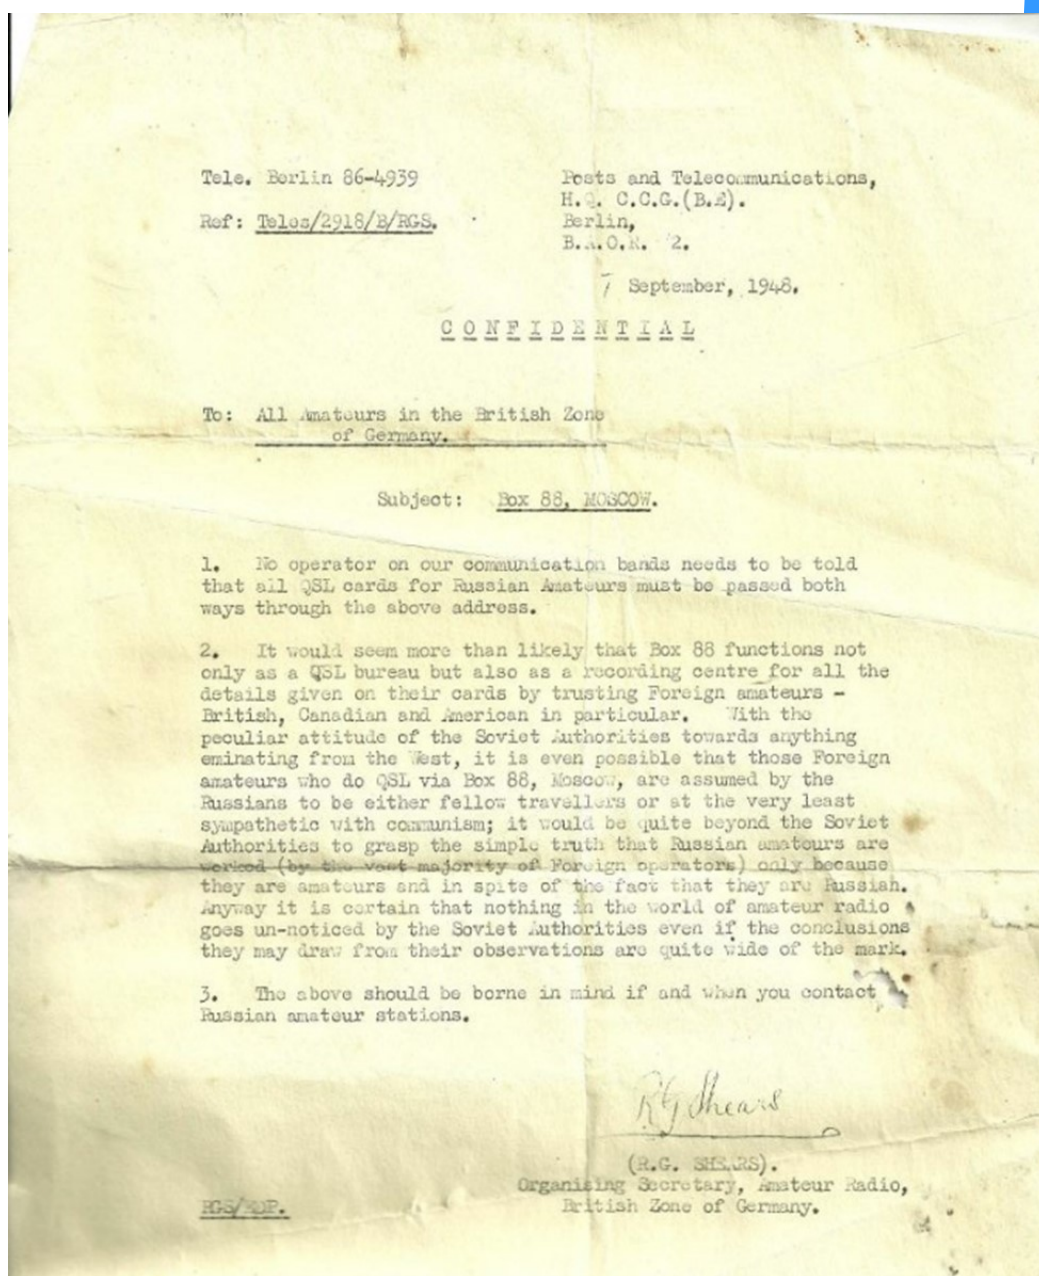 Tele. Berlin 86-4939
Posts and Telecommunications,
H.Q. C.C.G.(B.E).
Ref: Teles/2918/B/RGS.
Berlin,
B.A.O.R. 2.
7 September, 1948.
CONFIDENTIAL
To: All Amateurs in the British Zone
of Germany.
Subject: Box 88, MOSCOW.
1. No operator on our communication bands needs to be told
that all QSL cards for Russian Amateurs must be passed both
ways through the above address.
2. It would seem more than likely that Box 88 functions not
only as a QSL bureau but also as a recording centre for all the
details given on their cards by trusting Foreign amateurs -
British, Canadian and American in particular. With the
peculiar attitude of the Soviet Authorities towards anything
eminating from the West, it is even possible that those Foreign
amateurs who do QSL via Box 88, Moscow, are assumed by the
Russians to be either fellow travellers or at the very least
sympathetic with communism; it would be quite beyond the Soviet
Authorities to grasp the simple truth that Russian amateurs are
worked (by the vast majority of Foreign operators) only because
they are amateurs and in spite of the fact that they are Russian.
Anyway it is certain that nothing in the world of amateur radio
goes un-noticed by the Soviet Authorities even if the conclusions
they may draw from their observations are quite wide of the mark.
3. The above should be borne in mind if and when you contact
Russian amateur stations.
RG Shears
(R.G. SHEARS).
Organising Secretary, Amateur Radio,
British Zone of Germany.